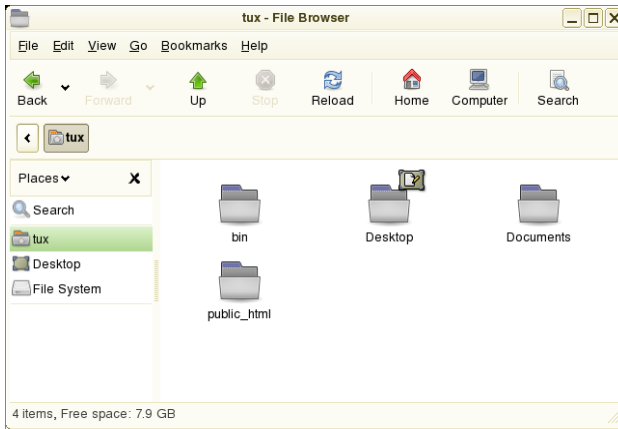 tux - File Browser
File Edit View Go Bookmarks Help
Back Forward Up Stop Reload Home Computer Search
tux
Places
Search
tux
Desktop
File System
bin Desktop Documents
public_html
4 items, Free space: 7.9 GB